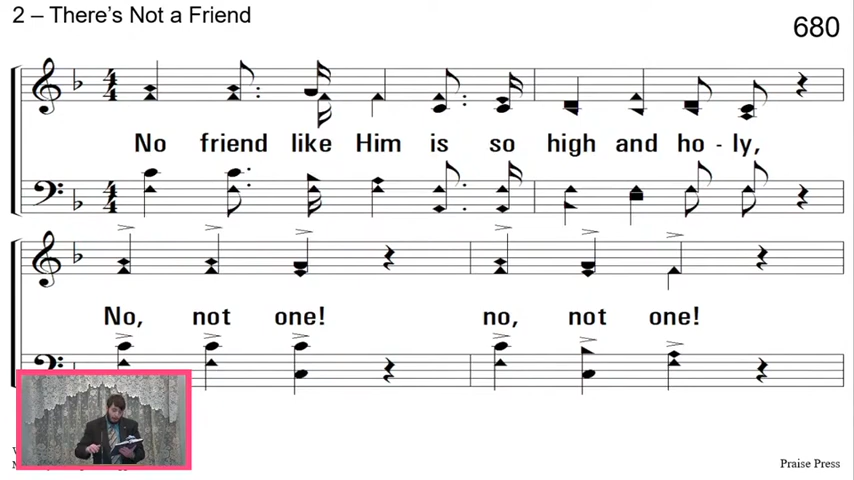 2 – There's Not a Friend
680
No friend like Him is so high and ho - ly,
No, not one! no, not one!
Praise Press